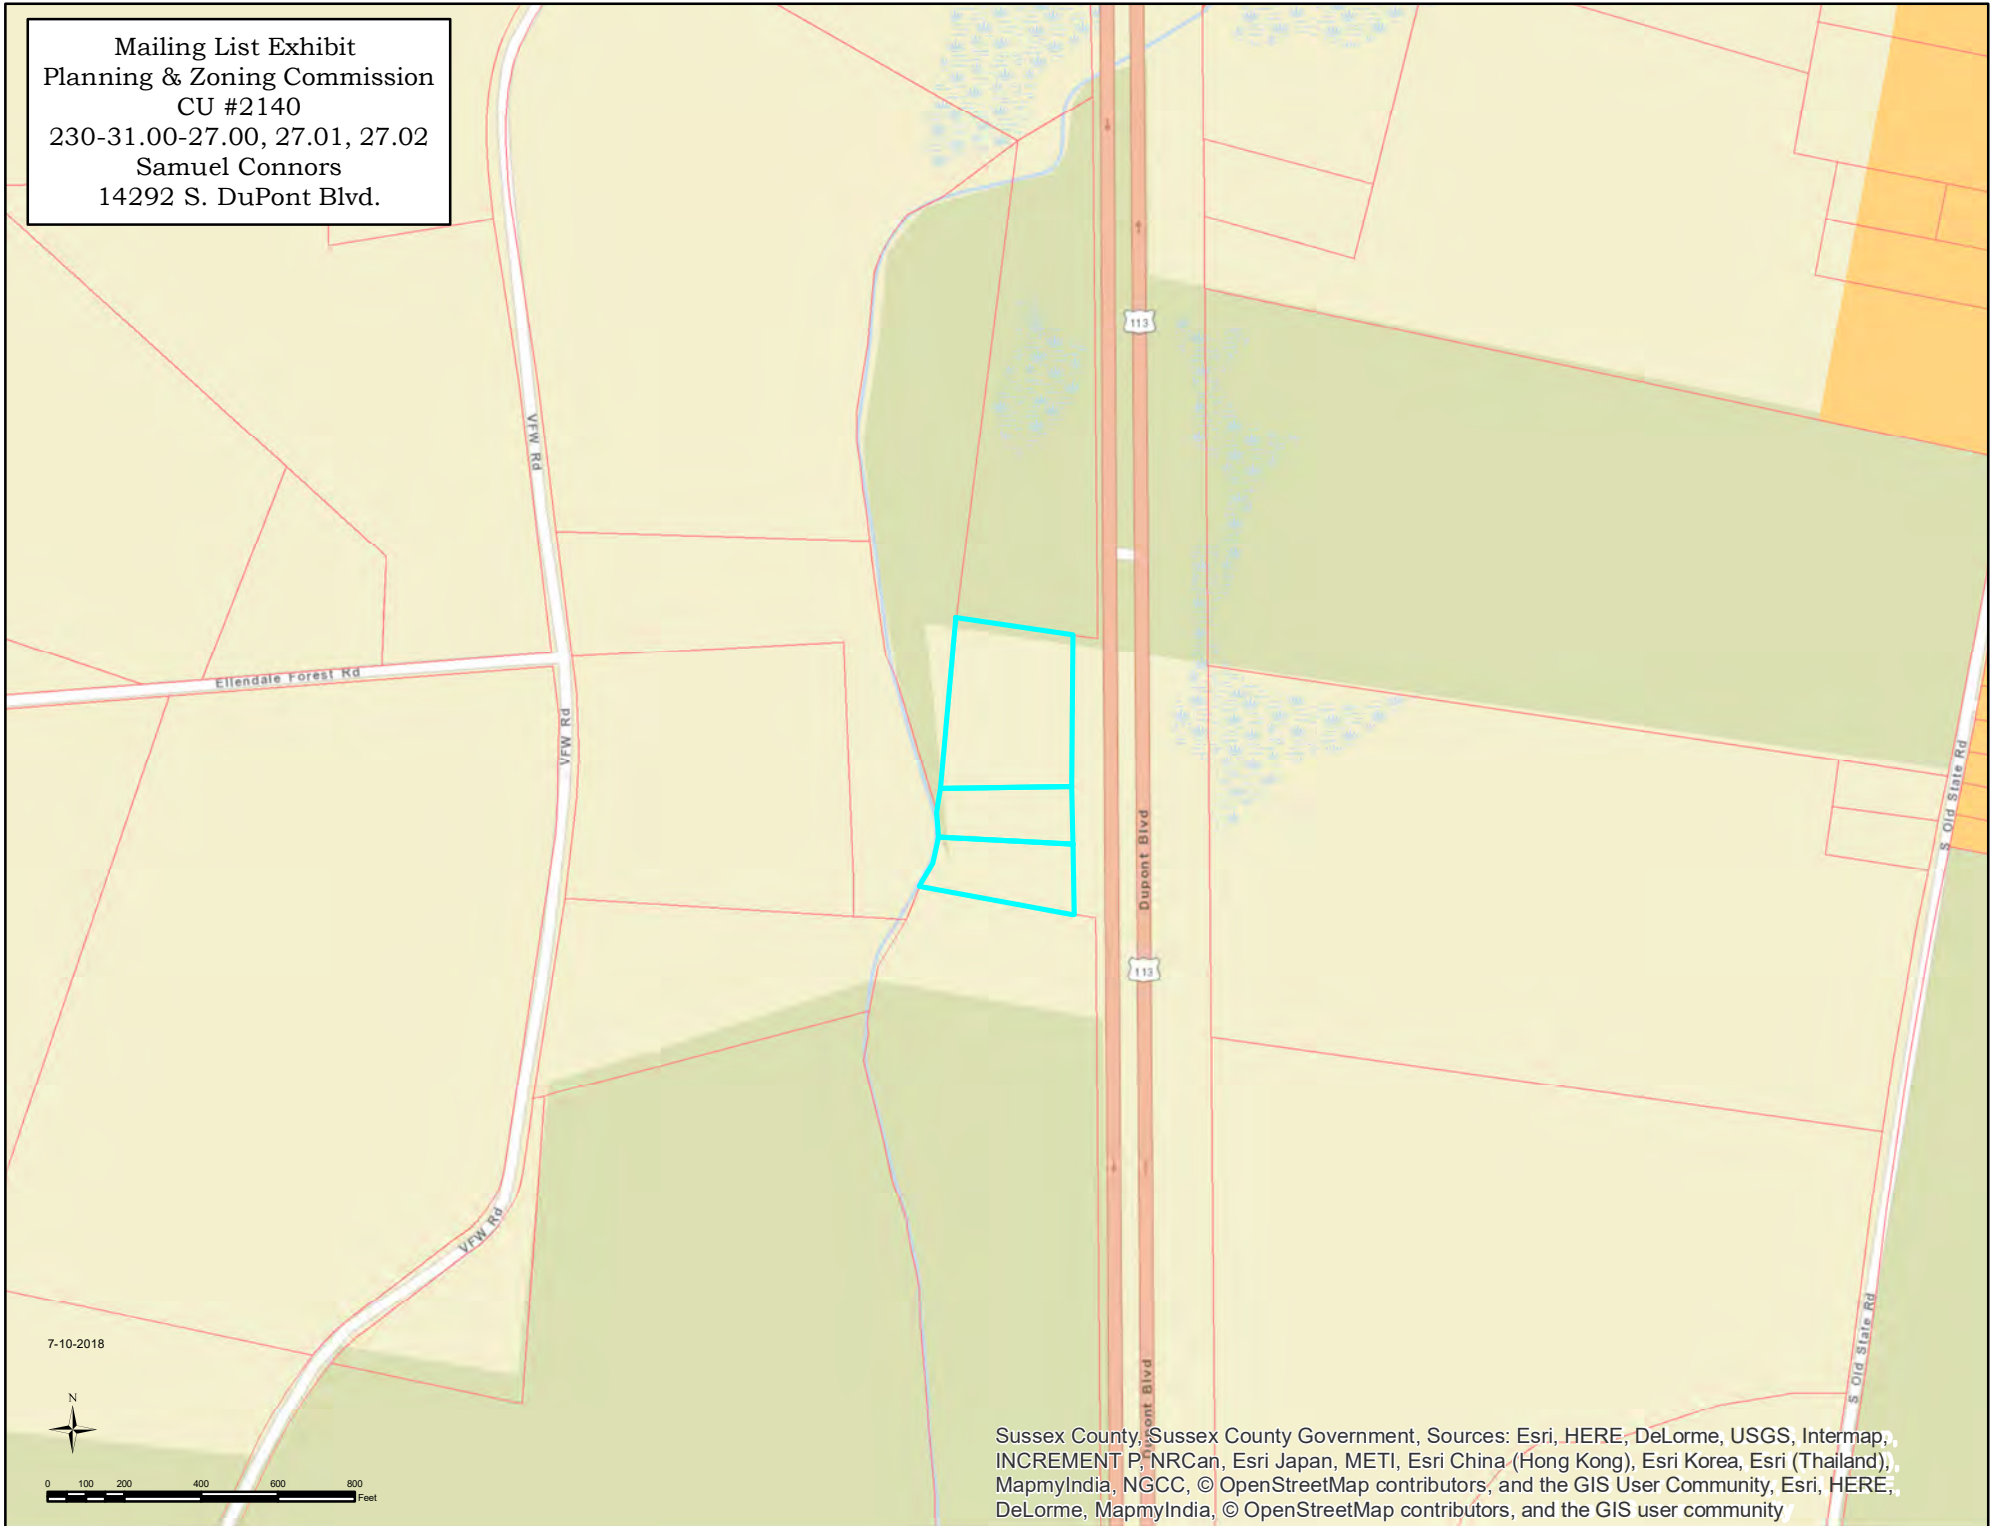 Mailing List Exhibit
Planning & Zoning Commission
CU #2140
230-31.00-27.00, 27.01, 27.02
Samuel Connors
14292 S. DuPont Blvd.
113
VFW Rd
Ellendale Forest Rd
VFW Rd
S Old State Rd
Dupont Blvd
113
VFW Rd
S Old State Rd
Dupont Blvd
7-10-2018
N
0 100 200 400 600 800
Feet
Sussex County, Sussex County Government, Sources: Esri, HERE, DeLorme, USGS, Intermap,
INCREMENT P, NRCan, Esri Japan, METI, Esri China (Hong Kong), Esri Korea, Esri (Thailand),
MapmyIndia, NGCC, © OpenStreetMap contributors, and the GIS User Community, Esri, HERE,
DeLorme, MapmyIndia, © OpenStreetMap contributors, and the GIS user community